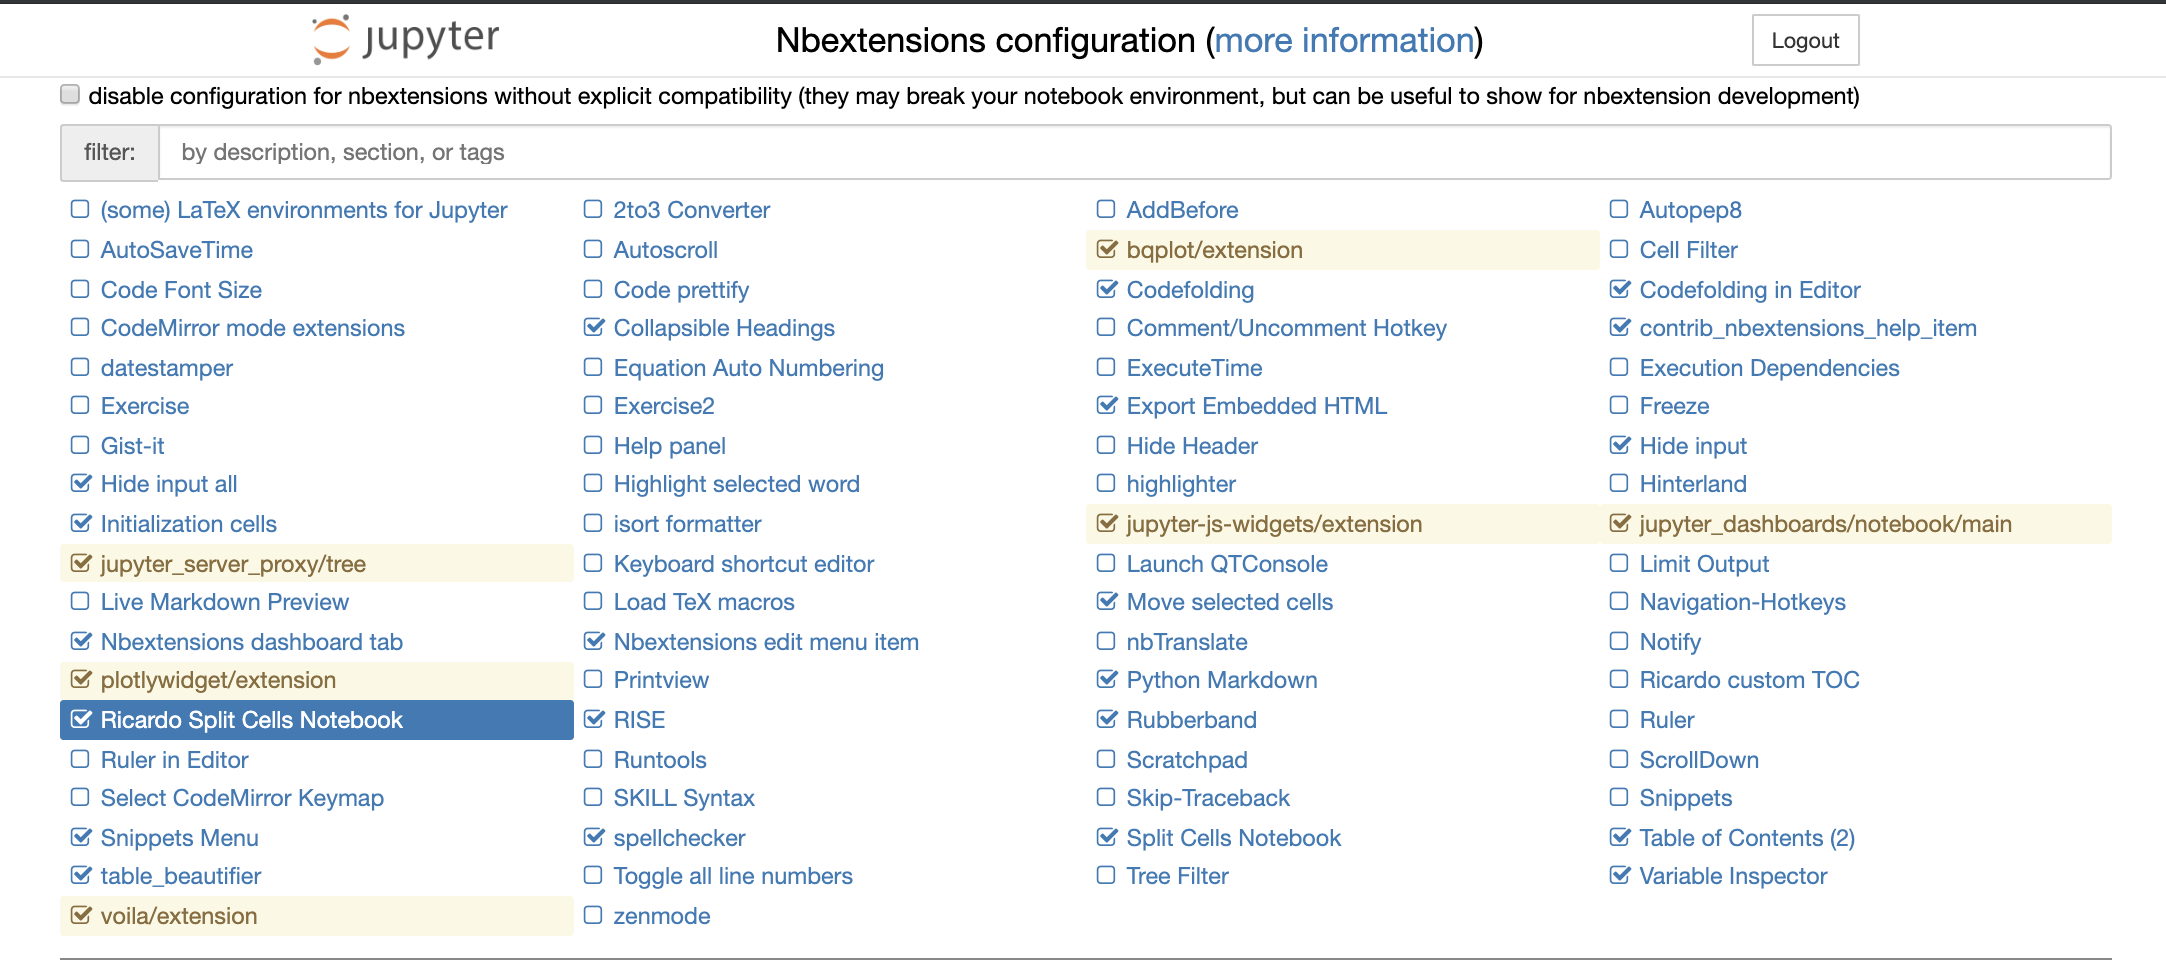 jupyter
Nbextensions configuration (more information)
Logout
disable configuration for nbextensions without explicit compatibility (they may break your notebook environment, but can be useful to show for nbextension development)
filter: by description, section, or tags
(some) LaTeX environments for Jupyter 2to3 Converter AddBefore Autopep8
AutoSaveTime Autoscroll bqplot/extension Cell Filter
Code Font Size Code prettify Codefolding Codefolding in Editor
CodeMirror mode extensions Collapsible Headings Comment/Uncomment Hotkey contrib_nbextensions_help_item
datestamper Equation Auto Numbering ExecuteTime Execution Dependencies
Exercise Exercise2 Export Embedded HTML Freeze
Gist-it Help panel Hide Header Hide input
Hide input all Highlight selected word highlighter Hinterland
Initialization cells isort formatter jupyter-js-widgets/extension jupyter_dashboards/notebook/main
jupyter_server_proxy/tree Keyboard shortcut editor Launch QTConsole Limit Output
Live Markdown Preview Load TeX macros Move selected cells Navigation-Hotkeys
Nbextensions dashboard tab Nbextensions edit menu item nbTranslate Notify
plotlywidget/extension Printview Python Markdown Ricardo custom TOC
Ricardo Split Cells Notebook RISE Rubberband Ruler
Ruler in Editor Runtools Scratchpad ScrollDown
Select CodeMirror Keymap SKILL Syntax Skip-Traceback Snippets
Snippets Menu spellchecker Split Cells Notebook Table of Contents (2)
table_beautifier Toggle all line numbers Tree Filter Variable Inspector
voila/extension zenmode